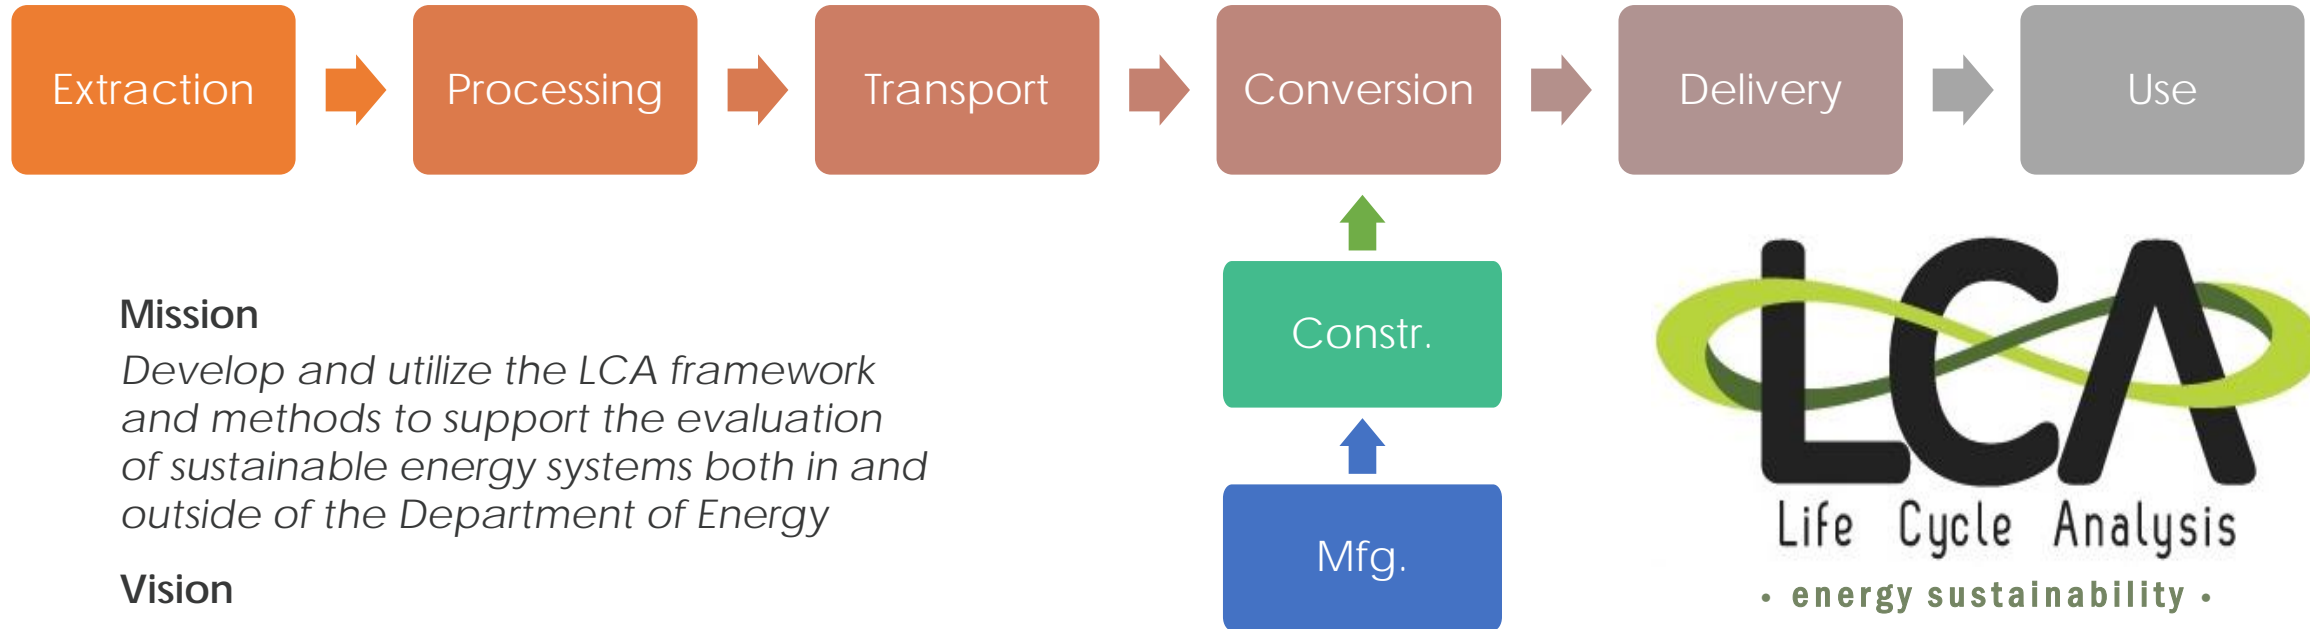 Extraction
Processing
Transport
Conversion
Delivery
Use
Mission
Develop and utilize the LCA framework
and methods to support the evaluation
of sustainable energy systems both in and
outside of the Department of Energy
Vision
Constr.
Mfg.
LCA
Life Cycle Analysis
• energy sustainability •